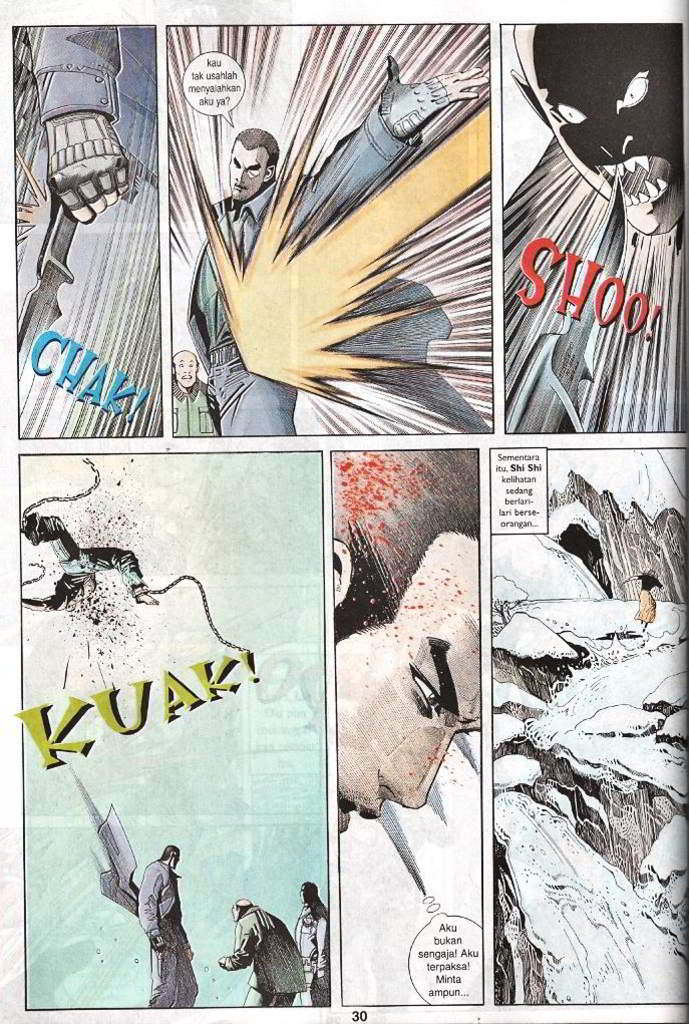 kau
tak usahlah
menyalahkan
aku ya?
CHAK!
SHOO!
KUAK!
Aku
bukan
sengaja! Aku
terpaksa!
Minta
ampun...
Sementara
itu, Shi Shi
kelihatan
sedang
berlari-
lari berse-
orangan...
30